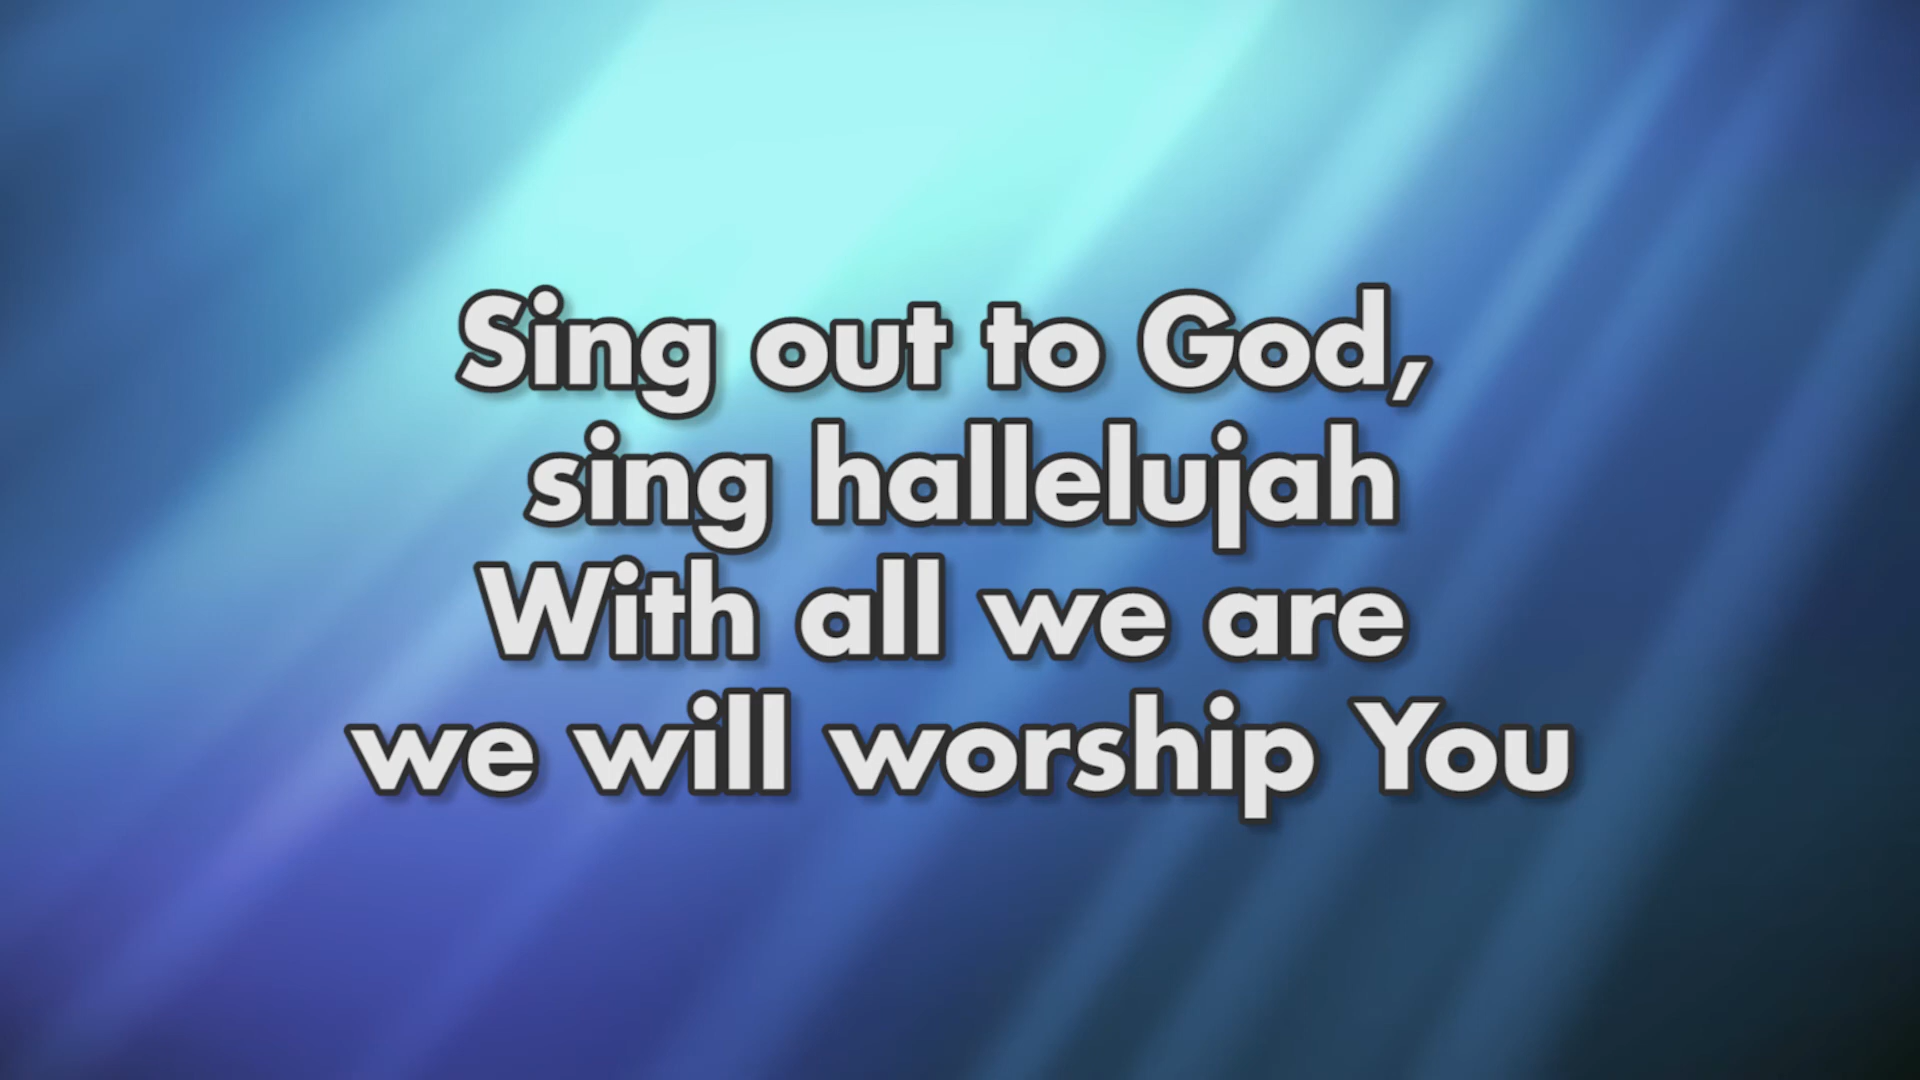 Sing out to God,
sing hallelujah
With all we are
we will worship You